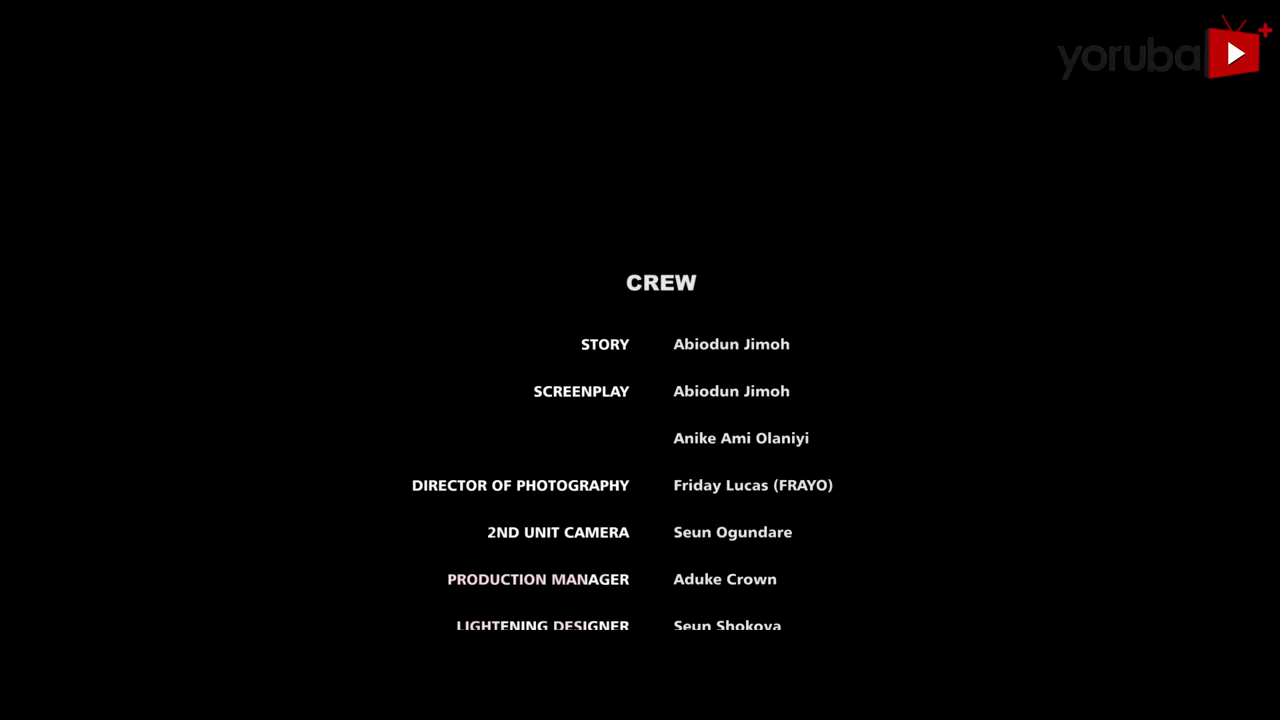 yoruba
CREW
STORY Abiodun Jimoh
SCREENPLAY Abiodun Jimoh
Anike Ami Olaniyi
DIRECTOR OF PHOTOGRAPHY Friday Lucas (FRAYO)
2ND UNIT CAMERA Seun Ogundare
PRODUCTION MANAGER Aduke Crown
LIGHTENING DESIGNER Seun Shokoya